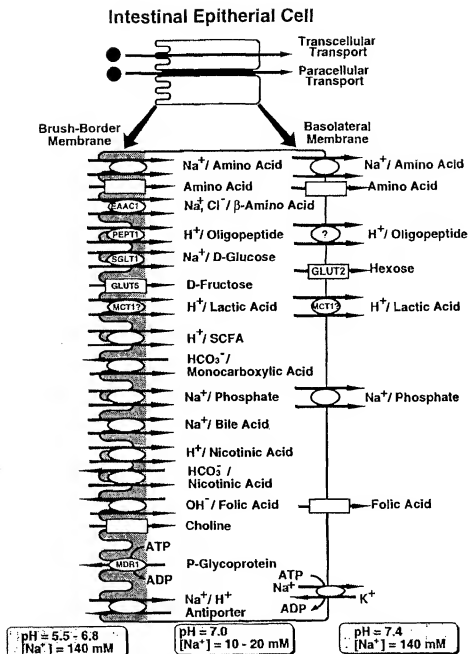 Intestinal Epitherial Cell
Transcellular
Transport
Paracellular
Transport
Brush-Border
Membrane
Basolateral
Membrane
Na⁺/ Amino Acid
Na⁺/ Amino Acid
Amino Acid
Amino Acid
EAAC1
Na⁺, Cl⁻/ β-Amino Acid
PEPT1
H⁺/ Oligopeptide
?
H⁺/ Oligopeptide
SGLT1
Na⁺/ D-Glucose
GLUT2
Hexose
GLUT5
D-Fructose
MCT1?
H⁺/ Lactic Acid
MCT1?
H⁺/ Lactic Acid
H⁺/ SCFA
HCO₃⁻/
Monocarboxylic Acid
Na⁺/ Phosphate
Na⁺/ Phosphate
Na⁺/ Bile Acid
H⁺/ Nicotinic Acid
HCO₃⁻/
Nicotinic Acid
OH⁻/ Folic Acid
Folic Acid
Choline
ATP
MDR1
P-Glycoprotein
ADP
ATP
Na⁺
K⁺
ADP
Na⁺/ H⁺
Antiporter
pH = 5.5 - 6.8
[Na⁺] = 140 mM
pH = 7.0
[Na⁺] = 10 - 20 mM
pH = 7.4
[Na⁺] = 140 mM